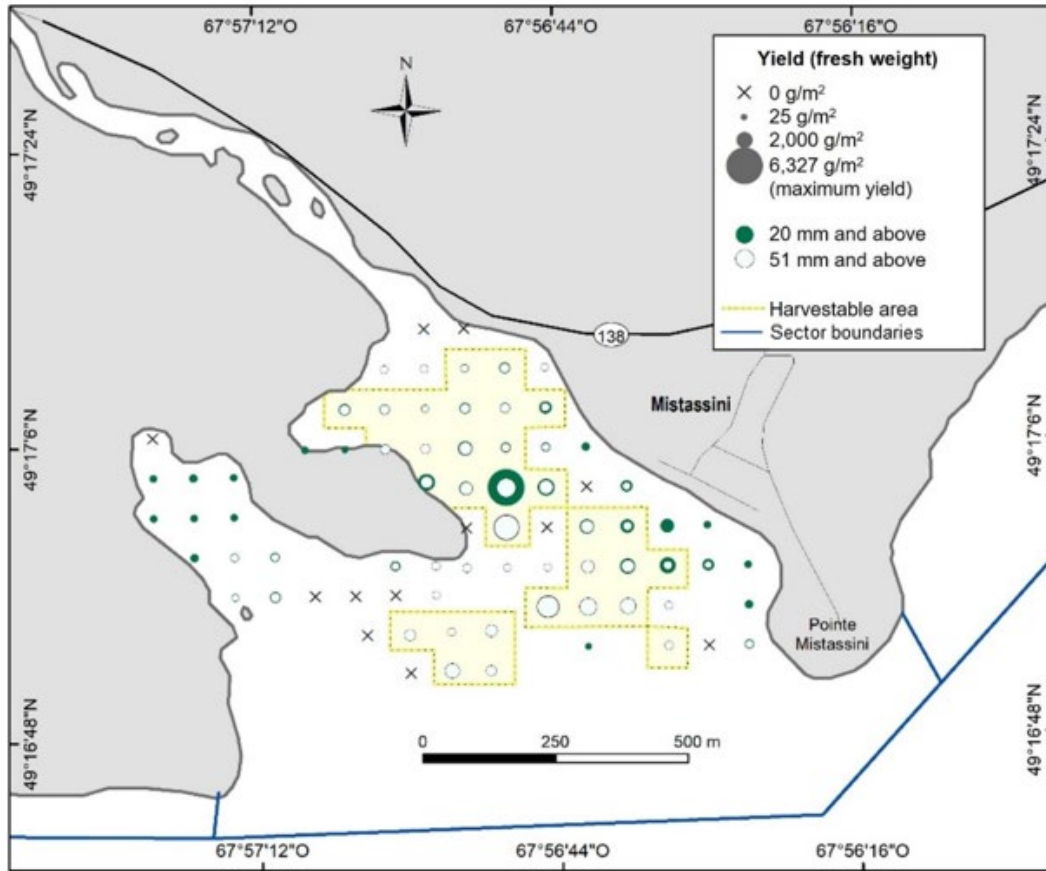 67°57'12"O 67°56'44"O 67°56'16"O
N
Yield (fresh weight)
0 g/m²
25 g/m²
2,000 g/m²
6,327 g/m²
(maximum yield)
20 mm and above
51 mm and above
Harvestable area
Sector boundaries
49°17'24"N
49°17'24"N
138
Mistassini
49°17'6"N
49°17'6"N
Pointe
Mistassini
49°16'48"N
49°16'48"N
0 250 500 m
67°57'12"O 67°56'44"O 67°56'16"O